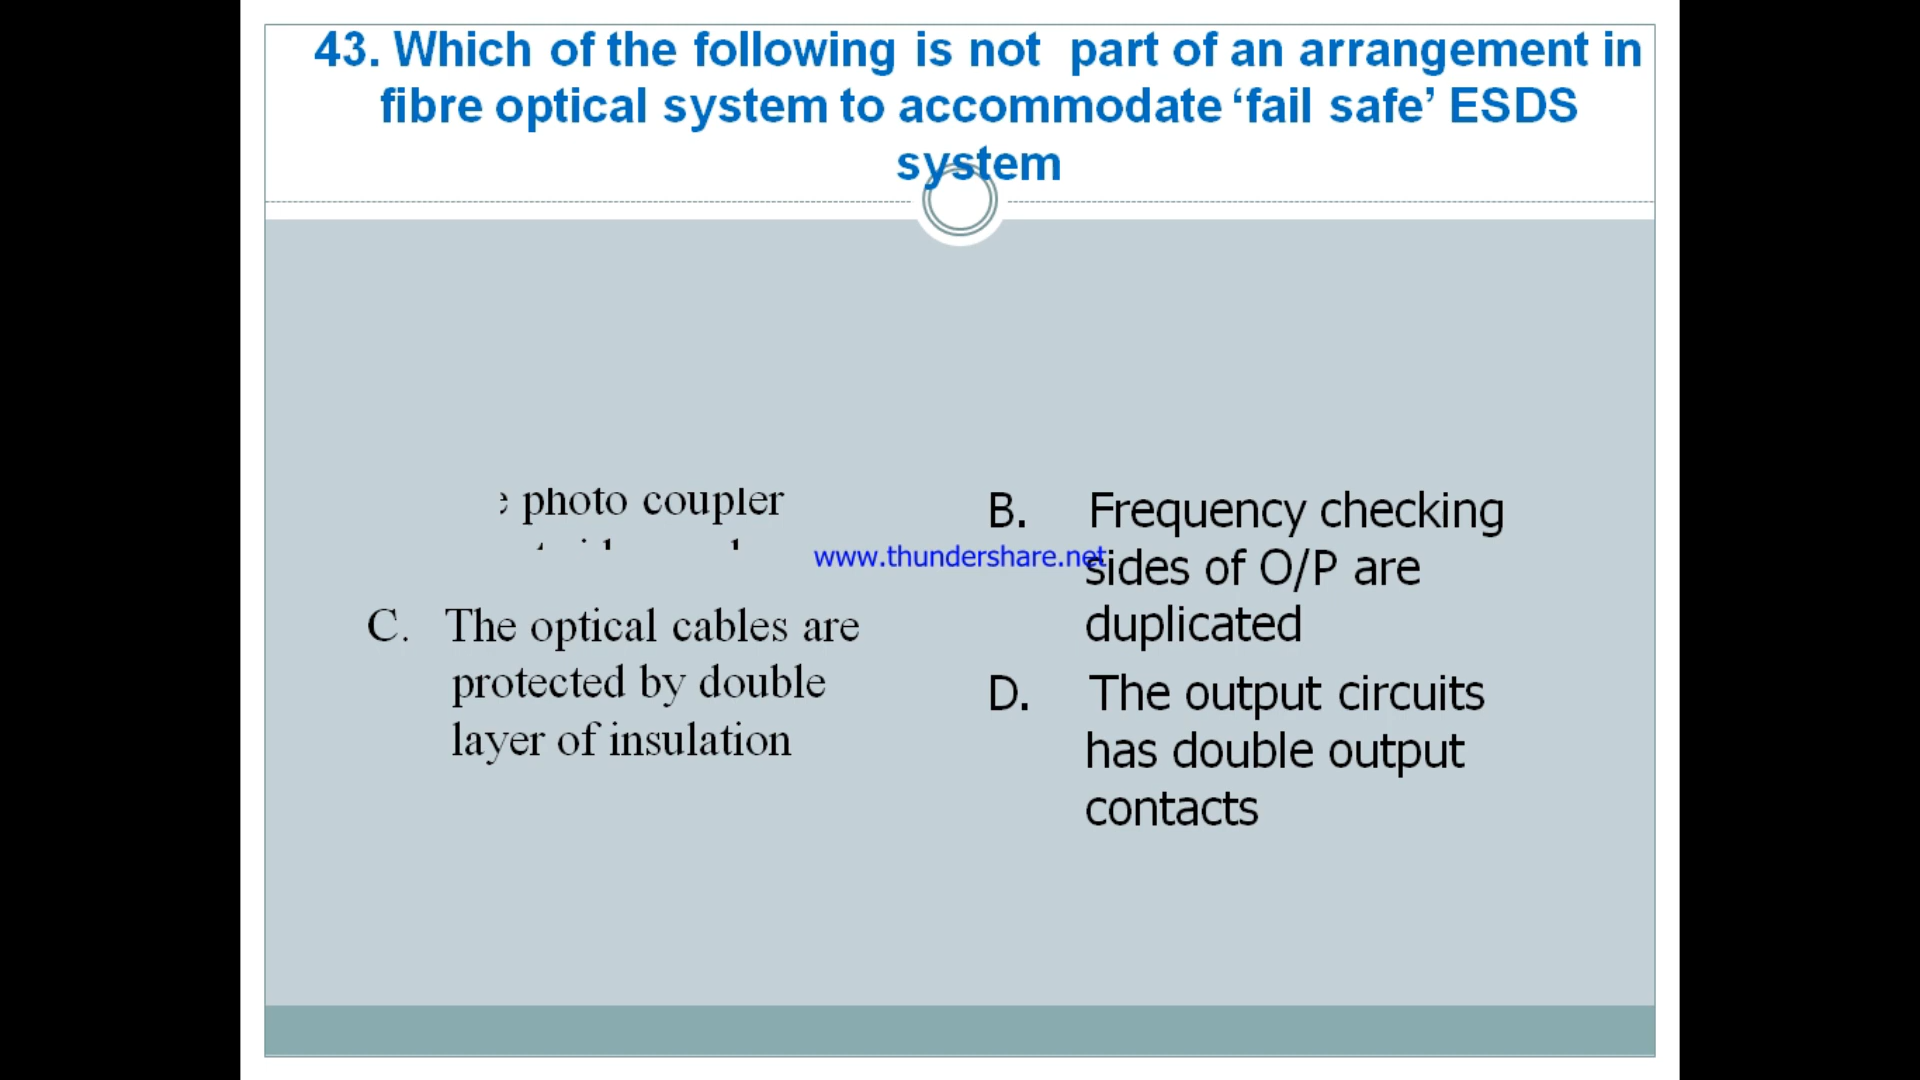 43. Which of the following is not part of an arrangement in
fibre optical system to accommodate ‘fail safe’ ESDS
system
photo coupler
B. Frequency checking
sides of O/P are
duplicated
www.thundershare.net
C. The optical cables are
protected by double
layer of insulation
D. The output circuits
has double output
contacts